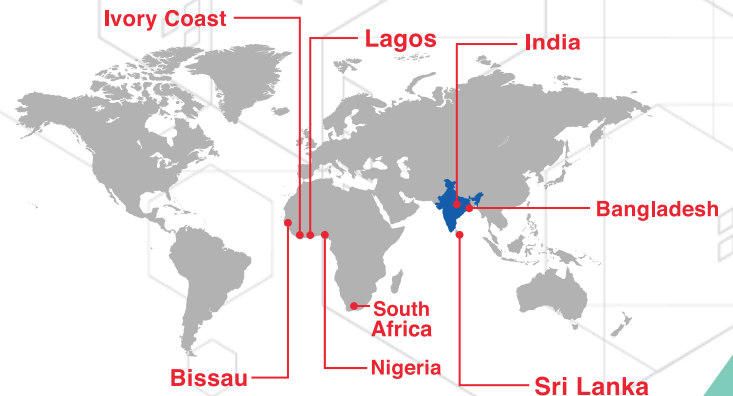 Ivory Coast
Lagos
India
Bangladesh
South
Africa
Nigeria
Bissau
Sri Lanka